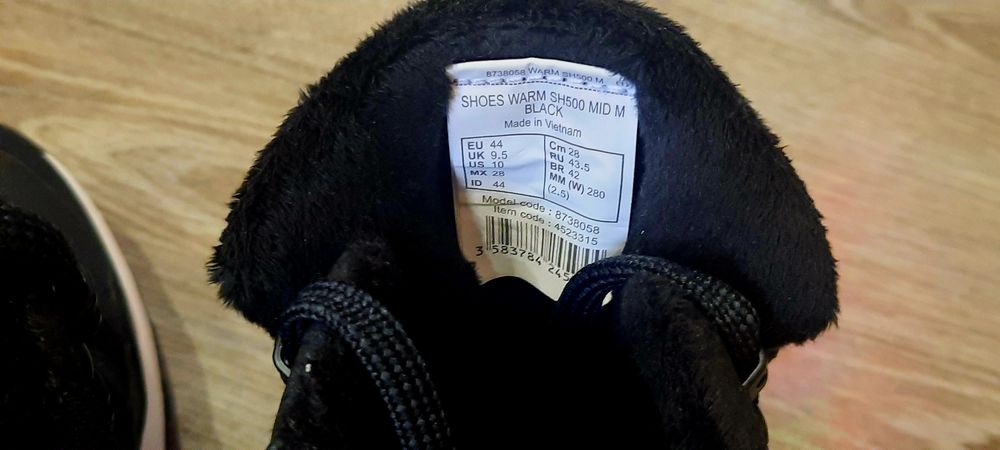 8738058 WARM SH500 M
SHOES WARM SH500 MID M
BLACK
Made in Vietnam
EU 44
UK 9.5
US 10
MX 28
ID 44
Cm 28
RU 43.5
BR 42
MM (W) 280
(2.5)
Model code : 8738058
Item code : 4523315
3 583784 245